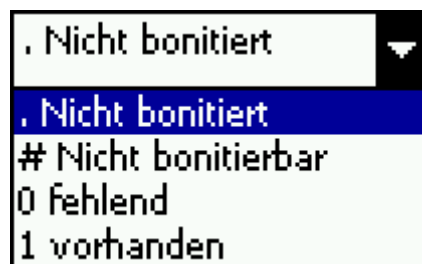 . Nicht bonitiert
. Nicht bonitiert
# Nicht bonitierbar
0 fehlend
1 vorhanden